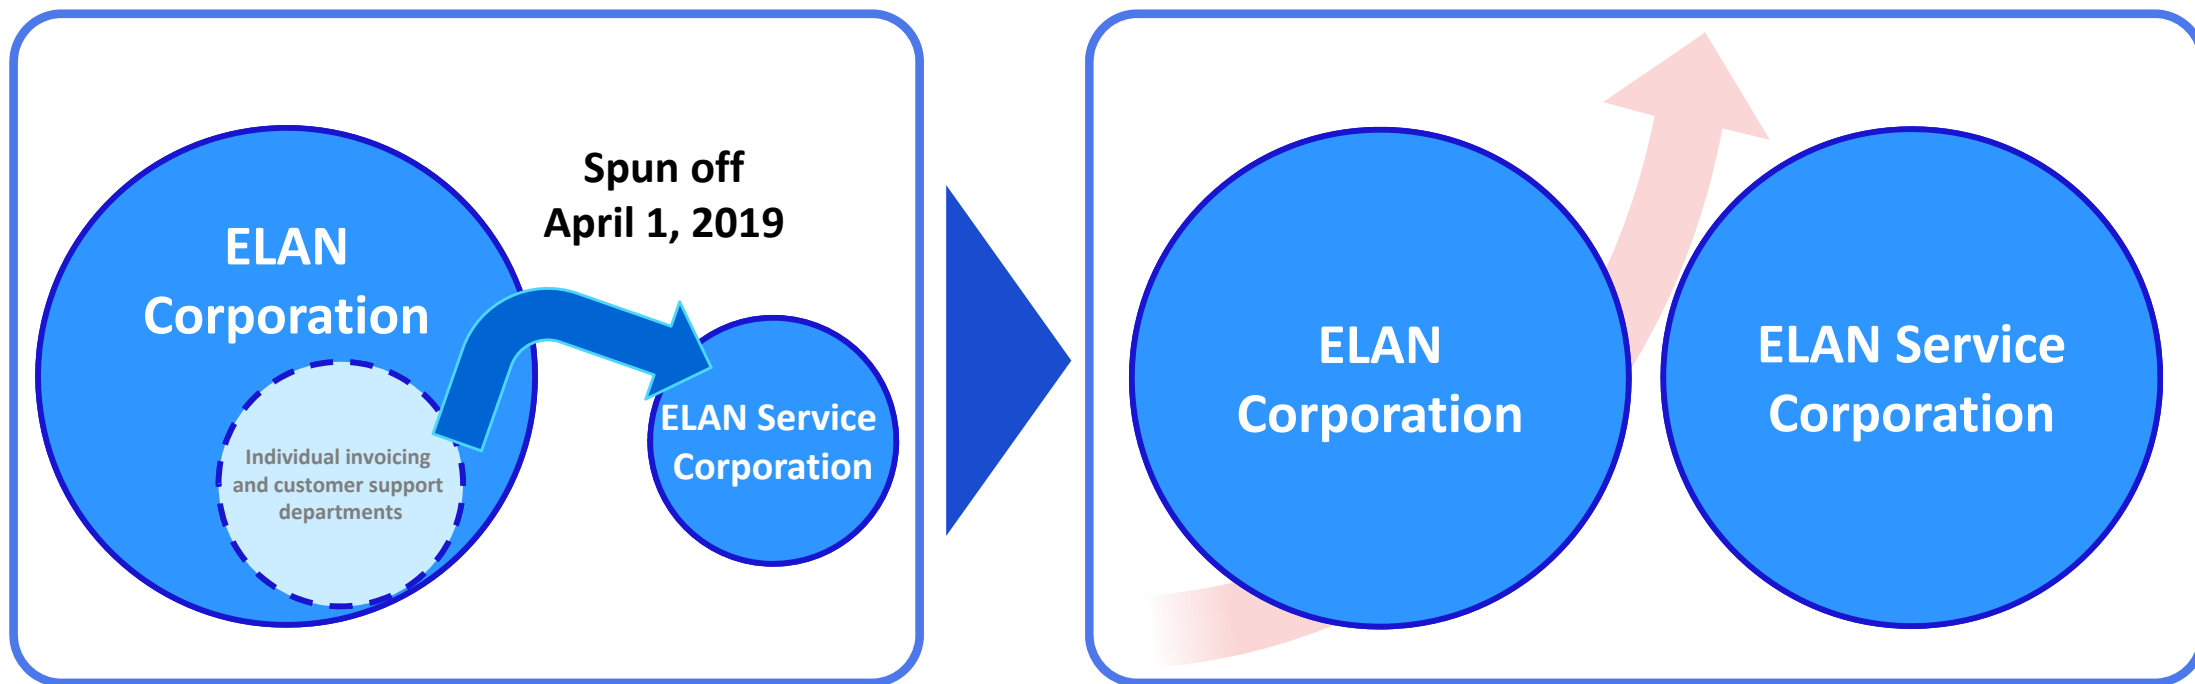 ELAN
Corporation
Individual invoicing
and customer support
departments
Spun off
April 1, 2019
ELAN Service
Corporation
ELAN
Corporation
ELAN Service
Corporation